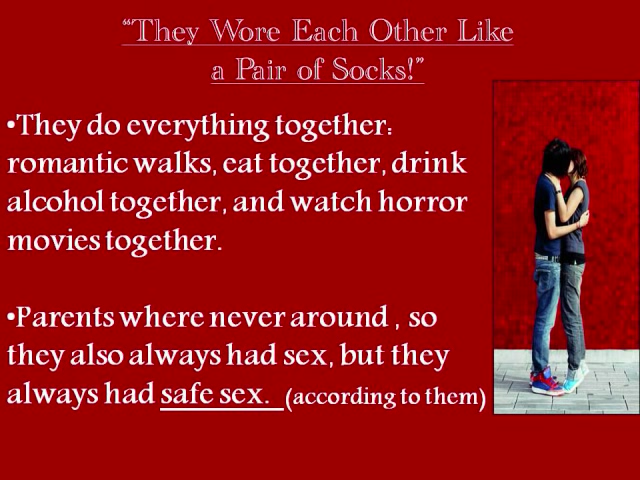 “‘They Wore Each Other Like
a Pair of Socks!”
•They do everything together:
romantic walks, eat together, drink
alcohol together, and watch horror
movies together.
•Parents where never around , so
they also always had sex, but they
always had safe sex. (according to them)